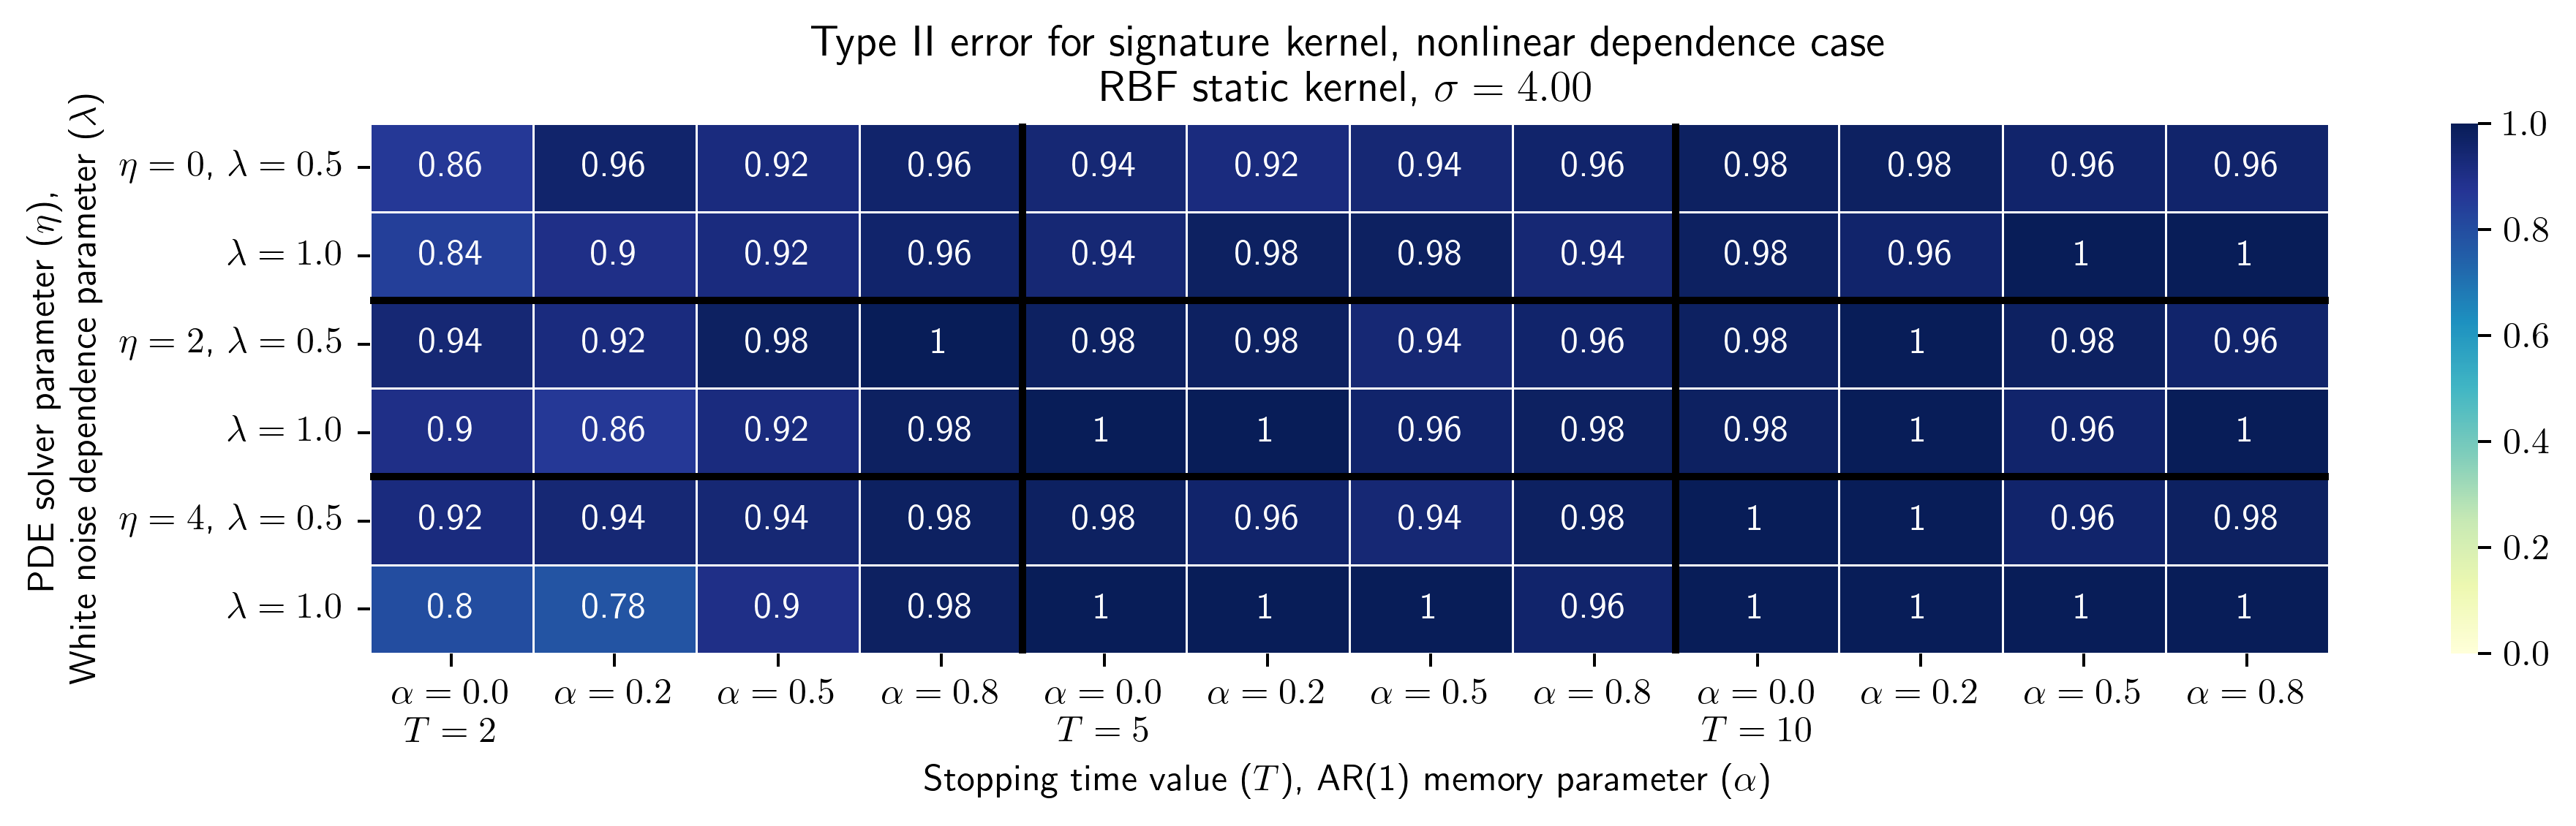 Type II error for signature kernel, nonlinear dependence case
RBF static kernel, σ = 4.00
PDE solver parameter (η),
White noise dependence parameter (λ)
η = 0, λ = 0.5 0.86 0.96 0.92 0.96 0.94 0.92 0.94 0.96 0.98 0.98 0.96 0.96
λ = 1.0 0.84 0.9 0.92 0.96 0.94 0.98 0.98 0.94 0.98 0.96 1 1
η = 2, λ = 0.5 0.94 0.92 0.98 1 0.98 0.98 0.94 0.96 0.98 1 0.98 0.96
λ = 1.0 0.9 0.86 0.92 0.98 1 1 0.96 0.98 0.98 1 0.96 1
η = 4, λ = 0.5 0.92 0.94 0.94 0.98 0.98 0.96 0.94 0.98 1 1 0.96 0.98
λ = 1.0 0.8 0.78 0.9 0.98 1 1 1 0.96 1 1 1 1
α = 0.0 α = 0.2 α = 0.5 α = 0.8 α = 0.0 α = 0.2 α = 0.5 α = 0.8 α = 0.0 α = 0.2 α = 0.5 α = 0.8
T = 2 T = 5 T = 10
Stopping time value (T), AR(1) memory parameter (α)
1.0
0.8
0.6
0.4
0.2
0.0